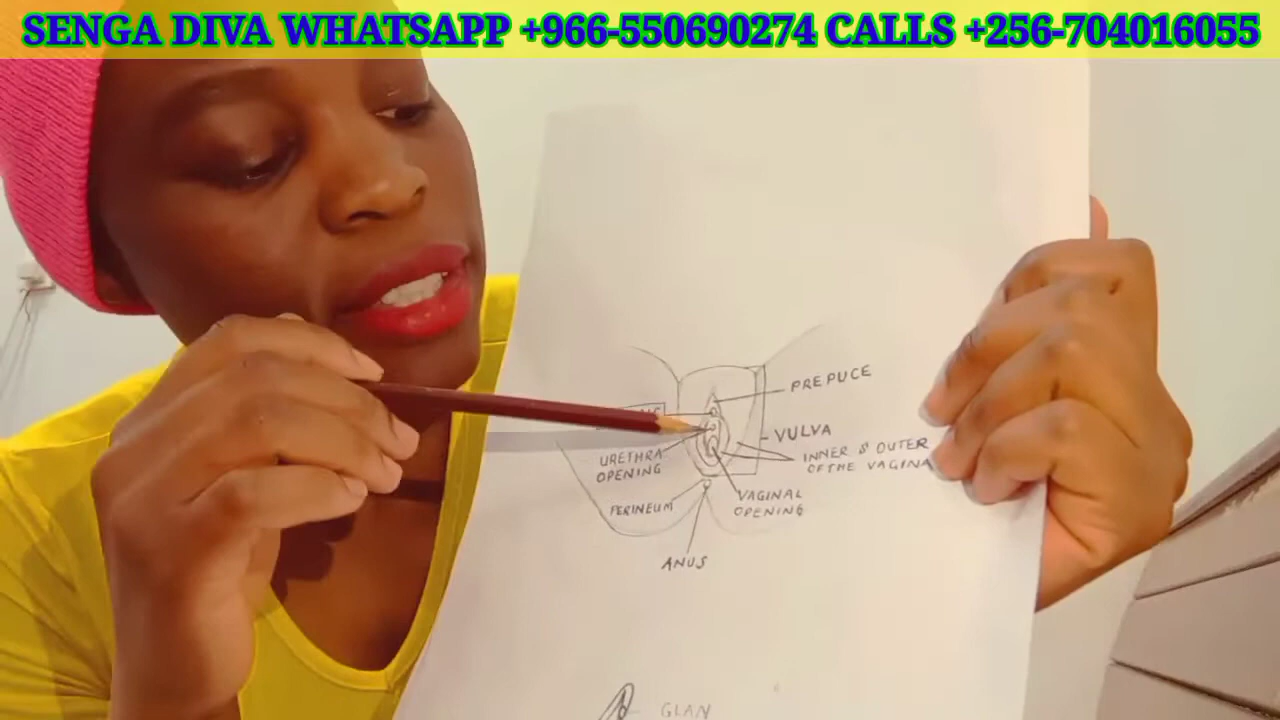 SENGA DIVA WHATSAPP +966-550690274 CALLS +256-704016055
PREPUCE
VULVA
INNER & OUTER
OF THE VAGINA
URETHRA
OPENING
VAGINAL
OPENING
PERINEUM
ANUS
GLAN